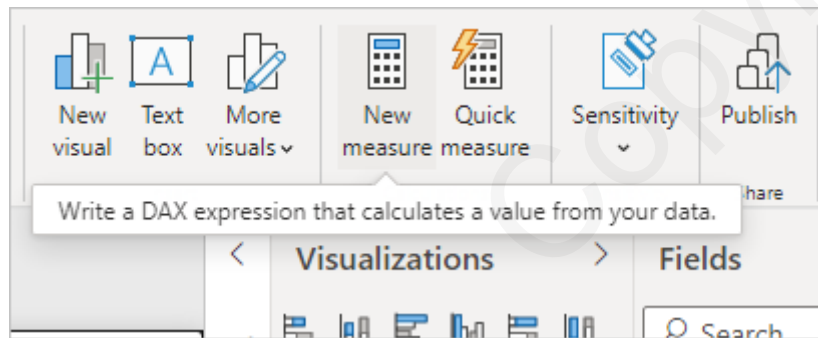 New Text More New Quick Sensitivity Publish
visual box visuals measure measure
Write a DAX expression that calculates a value from your data.
hare
Visualizations Fields
Search
Copy